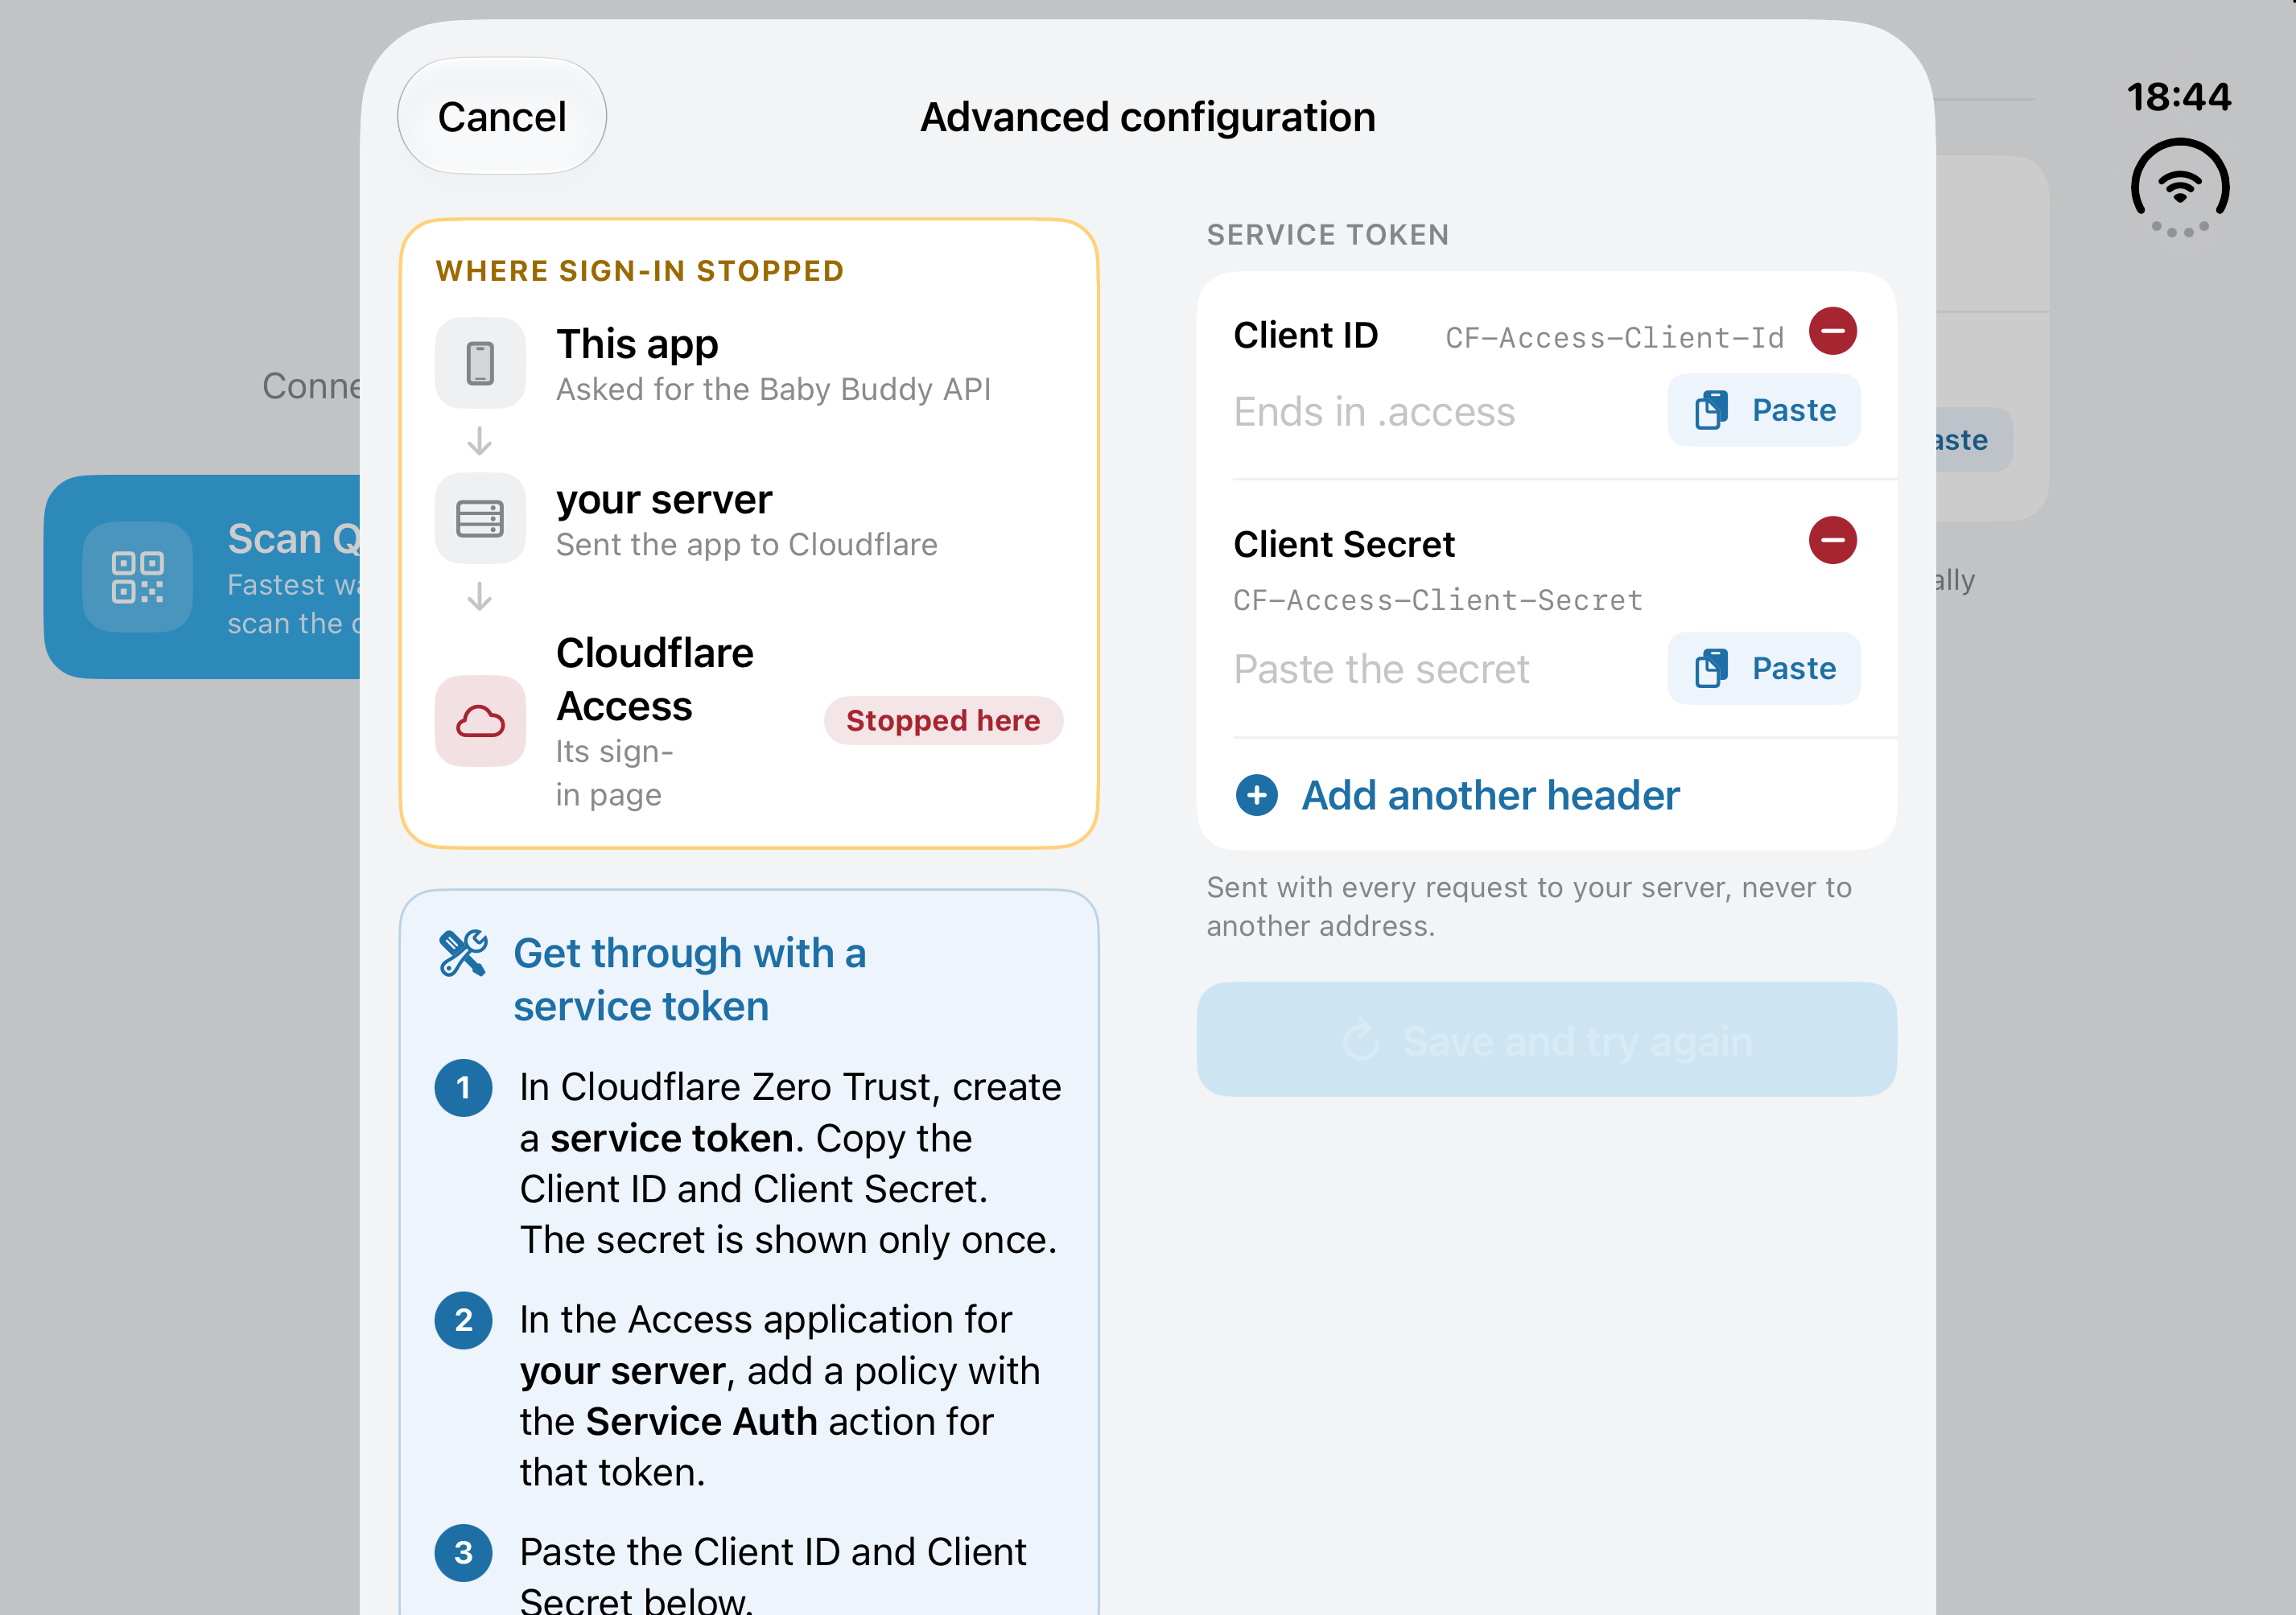 Cancel
Advanced configuration
18:44
WHERE SIGN-IN STOPPED
This app
Asked for the Baby Buddy API
your server
Sent the app to Cloudflare
Cloudflare
Access
Its sign-
in page
Stopped here
Get through with a
service token
1 In Cloudflare Zero Trust, create
a service token. Copy the
Client ID and Client Secret.
The secret is shown only once.
2 In the Access application for
your server, add a policy with
the Service Auth action for
that token.
3 Paste the Client ID and Client
Secret below.
SERVICE TOKEN
Client ID CF-Access-Client-Id
Ends in .access Paste
Client Secret
CF-Access-Client-Secret
Paste the secret Paste
Add another header
Sent with every request to your server, never to
another address.
Save and try again
Scan
Fastest
scan the